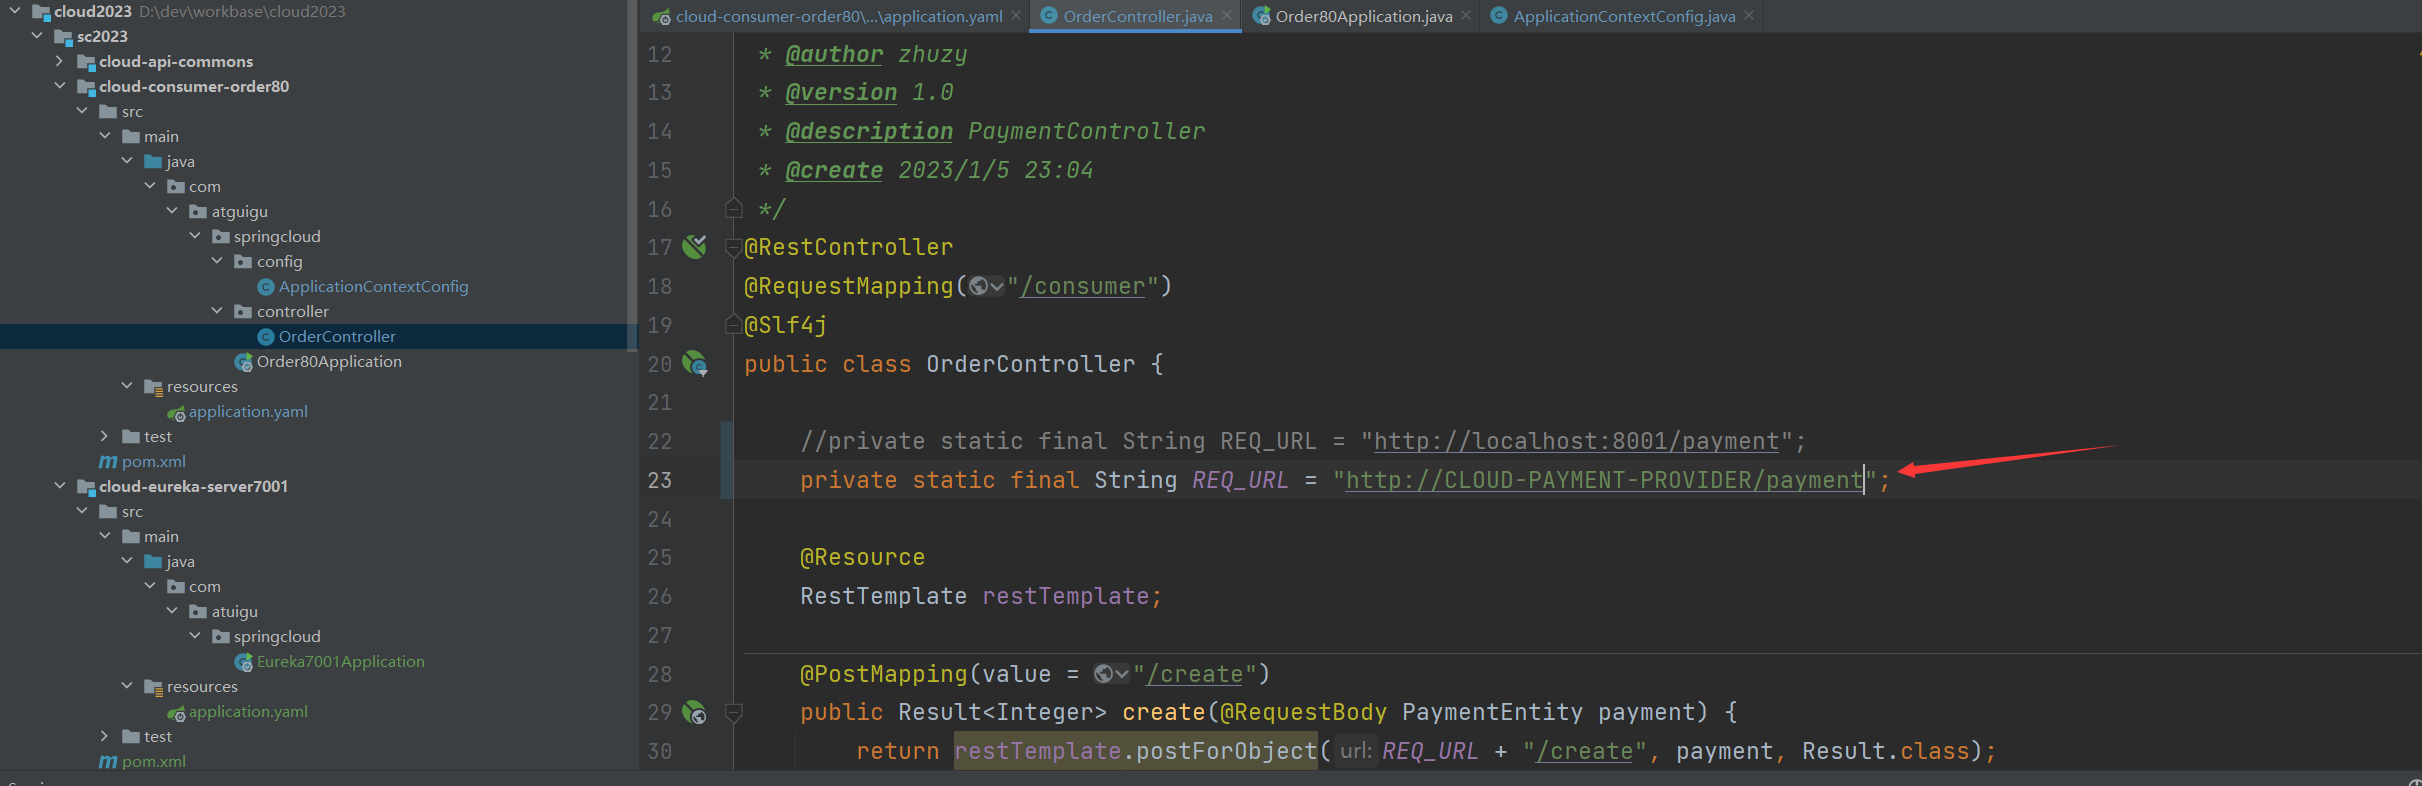 cloud2023 D:\dev\workbase\cloud2023
sc2023
cloud-api-commons
cloud-consumer-order80
src
main
java
com
atguigu
springcloud
config
ApplicationContextConfig
controller
OrderController
Order80Application
resources
application.yaml
test
pom.xml
cloud-eureka-server7001
src
main
java
com
atuigu
springcloud
Eureka7001Application
resources
application.yaml
test
pom.xml
cloud-consumer-order80\...\application.yaml OrderController.java Order80Application.java ApplicationContextConfig.java
12 * @author zhuzy
13 * @version 1.0
14 * @description PaymentController
15 * @create 2023/1/5 23:04
16 */
17 @RestController
18 @RequestMapping("/consumer")
19 @Slf4j
20 public class OrderController {
21
22 //private static final String REQ_URL = "http://localhost:8001/payment";
23 private static final String REQ_URL = "http://CLOUD-PAYMENT-PROVIDER/payment";
24
25 @Resource
26 RestTemplate restTemplate;
27
28 @PostMapping(value = "/create")
29 public Result<Integer> create(@RequestBody PaymentEntity payment) {
30 return restTemplate.postForObject( url: REQ_URL + "/create", payment, Result.class);